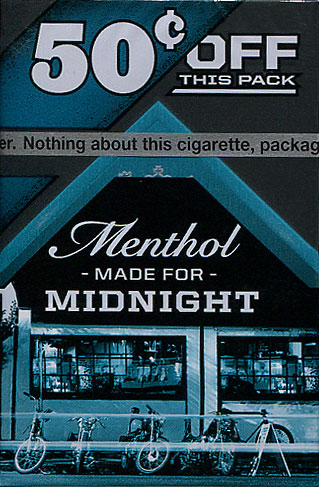 50¢ OFF
THIS PACK
er. Nothing about this cigarette, packag
Menthol
- MADE FOR -
MIDNIGHT